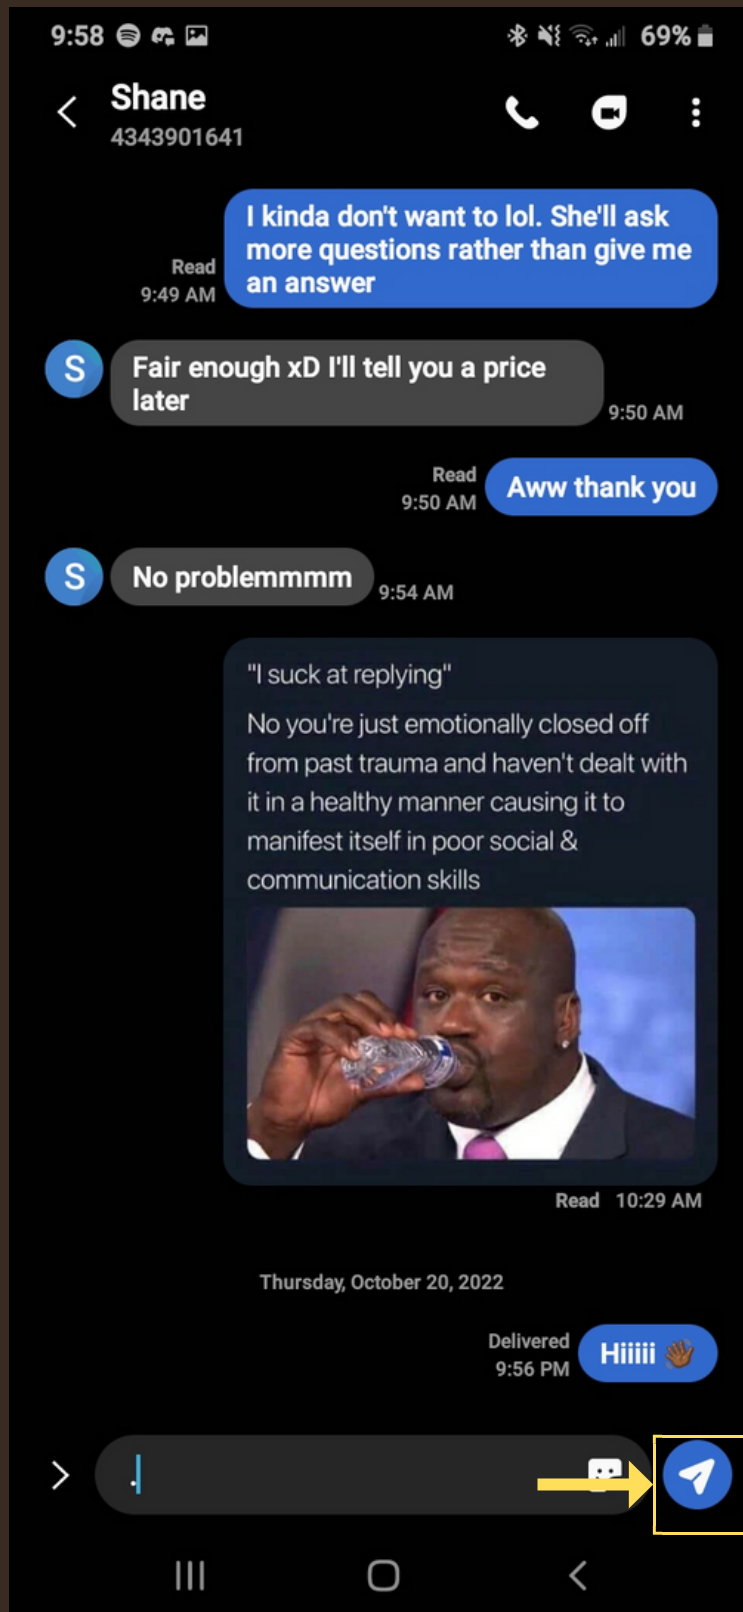 9:58 69%
Shane
4343901641
I kinda don't want to lol. She'll ask
more questions rather than give me
an answer
Read
9:49 AM
S
Fair enough xD I'll tell you a price
later
9:50 AM
Read
9:50 AM
Aww thank you
S
No problemmmm
9:54 AM
"I suck at replying"
No you're just emotionally closed off
from past trauma and haven't dealt with
it in a healthy manner causing it to
manifest itself in poor social &
communication skills
Read 10:29 AM
Thursday, October 20, 2022
Delivered
9:56 PM
Hiiiii 👋🏾
.